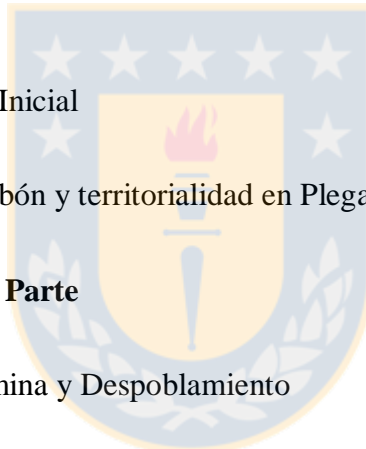 Inicial
bón y territorialidad en Plega
Parte
nina y Despoblamiento